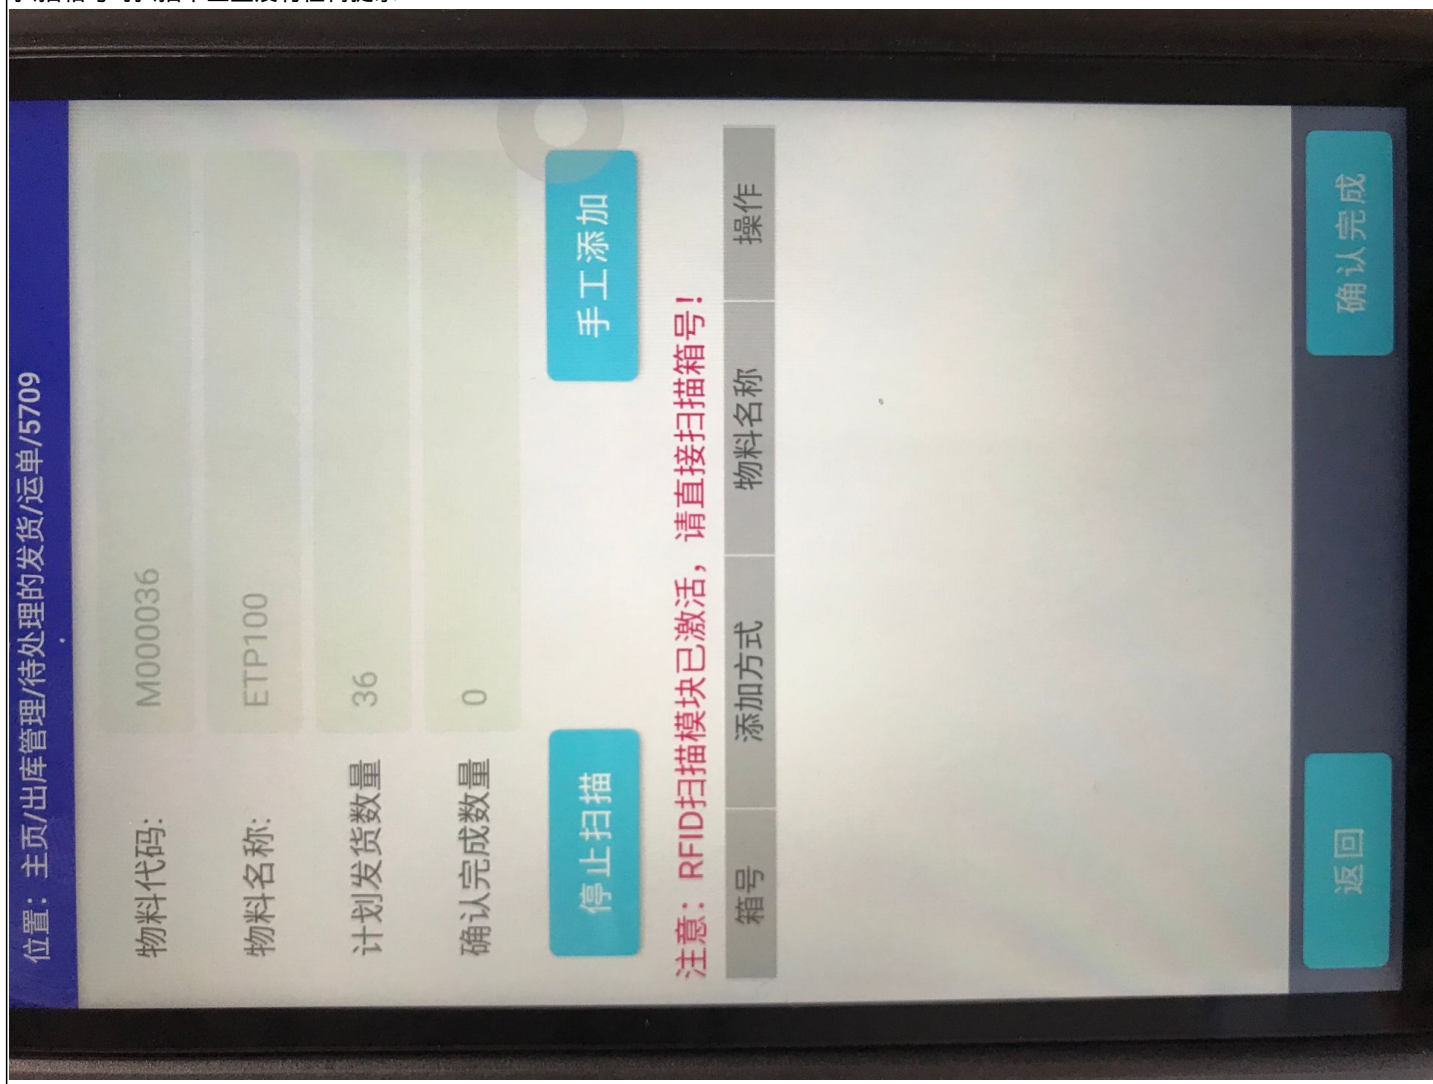 位置：主页/出库管理/待处理的发货/运单/5709
物料代码: M000036
物料名称: ETP100
计划发货数量 36
确认完成数量 0
停止扫描 手工添加
注意：RFID扫描模块已激活，请直接扫描箱号！
箱号 添加方式 物料名称 操作
返回 确认完成